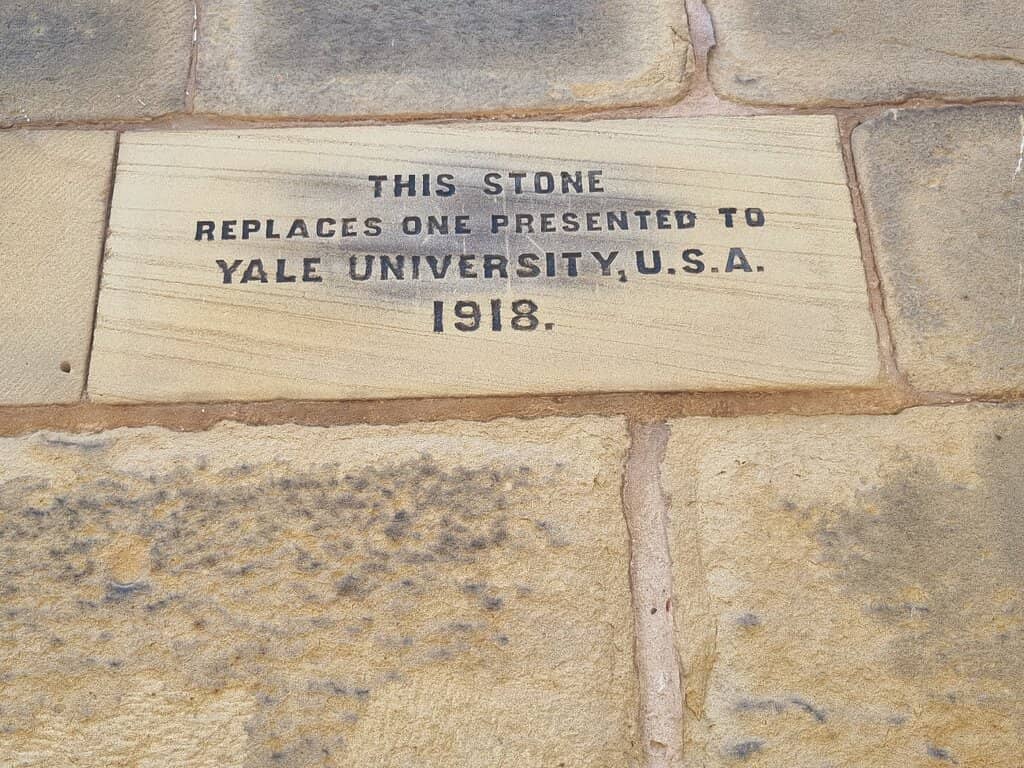 THIS STONE
REPLACES ONE PRESENTED TO
YALE UNIVERSITY, U.S.A.
1918.